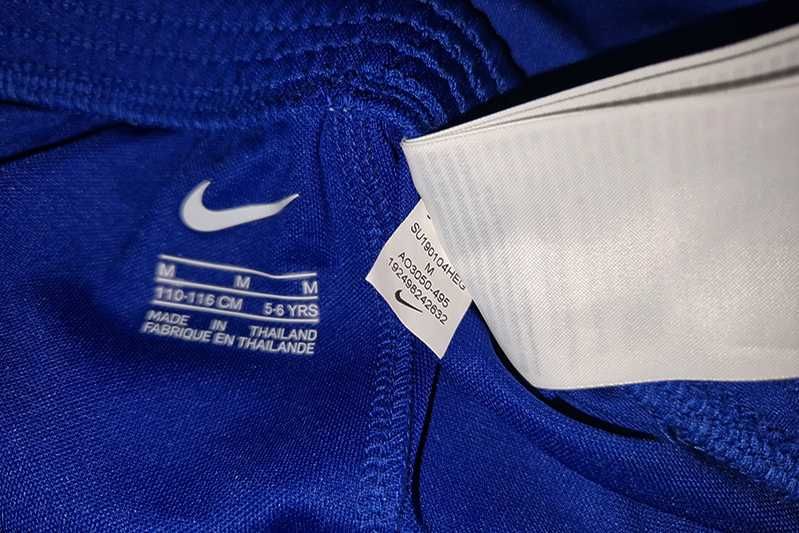 M M M
110-116 CM 5-6 YRS
MADE IN THAILAND
FABRIQUE EN THAILANDE
SU190104HEG
M
AO3050-495
192498242632